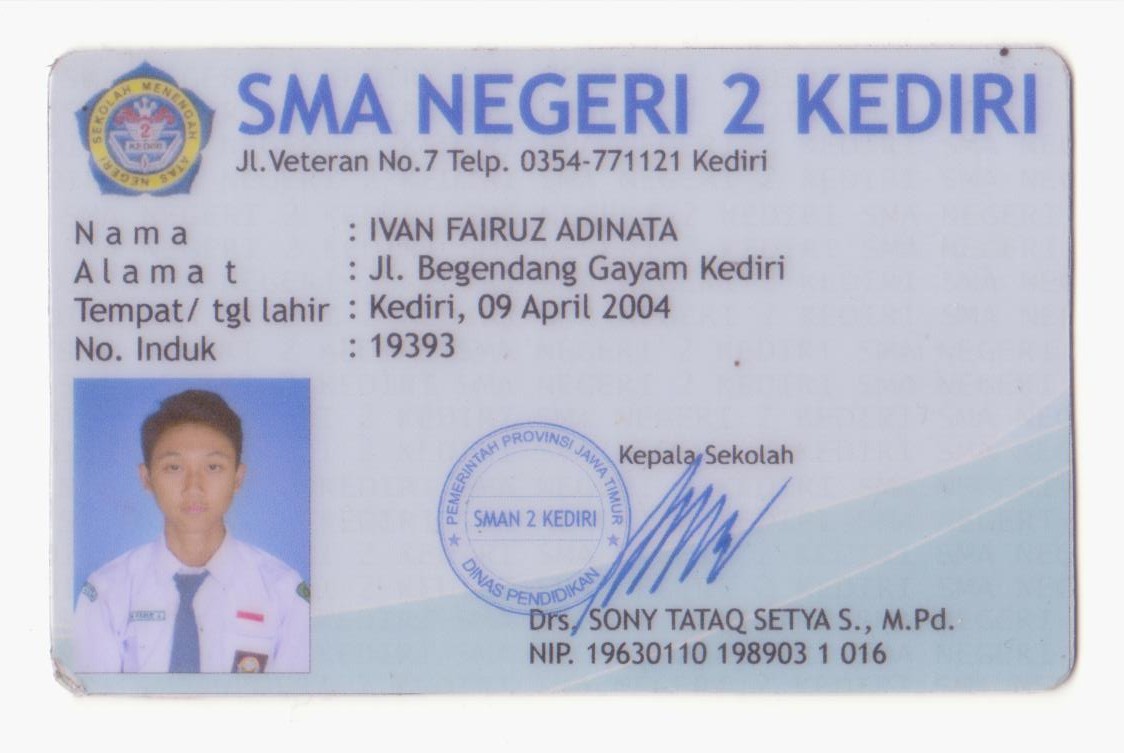 SMA NEGERI 2 KEDIRI
Jl.Veteran No.7 Telp. 0354-771121 Kediri
SEKOLAH MENENGAH ATAS NEGERI
2
KEDIRI
Nama : IVAN FAIRUZ ADINATA
Alamat : Jl. Begendang Gayam Kediri
Tempat/ tgl lahir : Kediri, 09 April 2004
No. Induk : 19393
Kepala Sekolah
PEMERINTAH PROVINSI JAWA TIMUR
SMAN 2 KEDIRI
DINAS PENDIDIKAN
Drs. SONY TATAQ SETYA S., M.Pd.
NIP. 19630110 198903 1 016